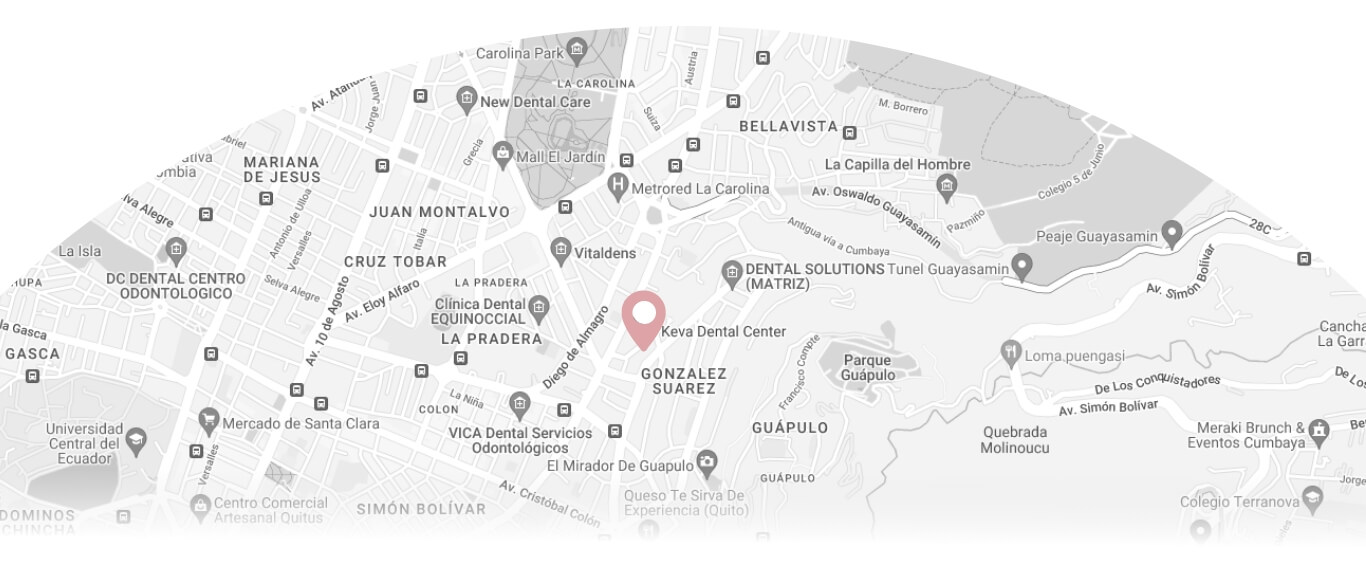 Carolina Park
LA CAROLINA
Austria
Jorge Juan
New Dental Care
Suiza
M. Borrero
BELLAVISTA
Grecia
Mall El Jardín
La Capilla del Hombre
MARIANA
DE JESUS
Colegio 5 de Junio
Metrored La Carolina
Av. Oswaldo Guayasamin
Antonio de Ulloa
JUAN MONTALVO
Pazmiño
Antigua vía a Cumbaya
Peaje Guayasamin
28C
Italia
Versalles
La Isla
Vitaldens
CRUZ TOBAR
DENTAL SOLUTIONS
(MATRIZ)
Tunel Guayasamin
Av. Simón Bolívar
DC DENTAL CENTRO
ODONTOLOGICO
Selva Alegre
LA PRADERA
Av. Eloy Alfaro
Clínica Dental
EQUINOCCIAL
LA PRADERA
Av. 10 de Agosto
Diego de Almagro
Keva Dental Center
la Gasca
GASCA
GONZALEZ
SUAREZ
Francisco Compte
Parque
Guápulo
Loma.puengasi
De Los Conquistadores
Av. Simón Bolívar
La Niña
COLON
Mercado de Santa Clara
VICA Dental Servicios
Odontológicos
GUÁPULO
Quebrada
Molinoucu
Meraki Brunch &
Eventos Cumbaya
Universidad
Central del
Ecuador
Versalles
El Mirador De Guapulo
GUÁPULO
Av. Cristóbal Colón
Queso Te Sirva De
Experiencia (Quito)
Colegio Terranova
Centro Comercial
Artesanal Quitus
SIMÓN BOLÍVAR